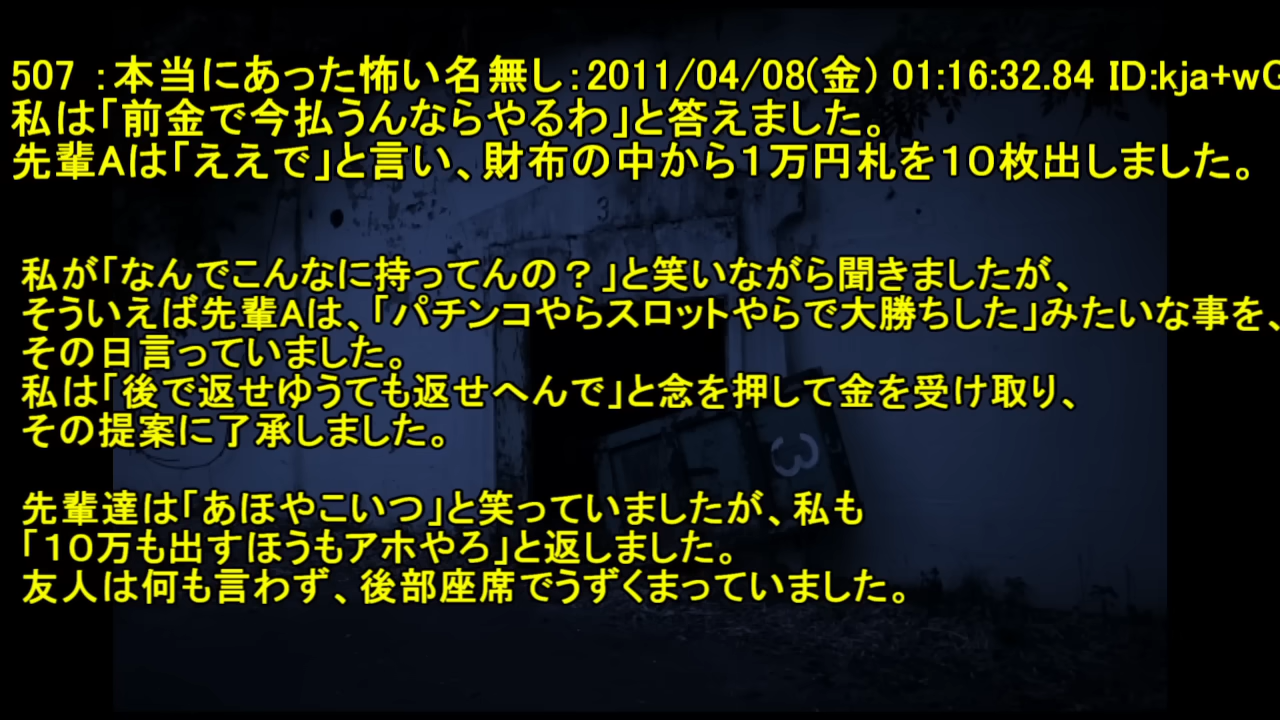 507 ：本当にあった怖い名無し：2011/04/08(金) 01:16:32.84 ID:kja+w
私は「前金で今払うんならやるわ」と答えました。
先輩Aは「ええで」と言い、財布の中から１万円札を１０枚出しました。
3
私が「なんでこんなに持ってんの？」と笑いながら聞きましたが、
そういえば先輩Aは、「パチンコやらスロットやらで大勝ちした」みたいな事を、
その日言っていました。
私は「後で返せゆうても返せへんで」と念を押して金を受け取り、
その提案に了承しました。
3
先輩達は「あほやこいつ」と笑っていましたが、私も
「１０万も出すほうもアホやろ」と返しました。
友人は何も言わず、後部座席でうずくまっていました。